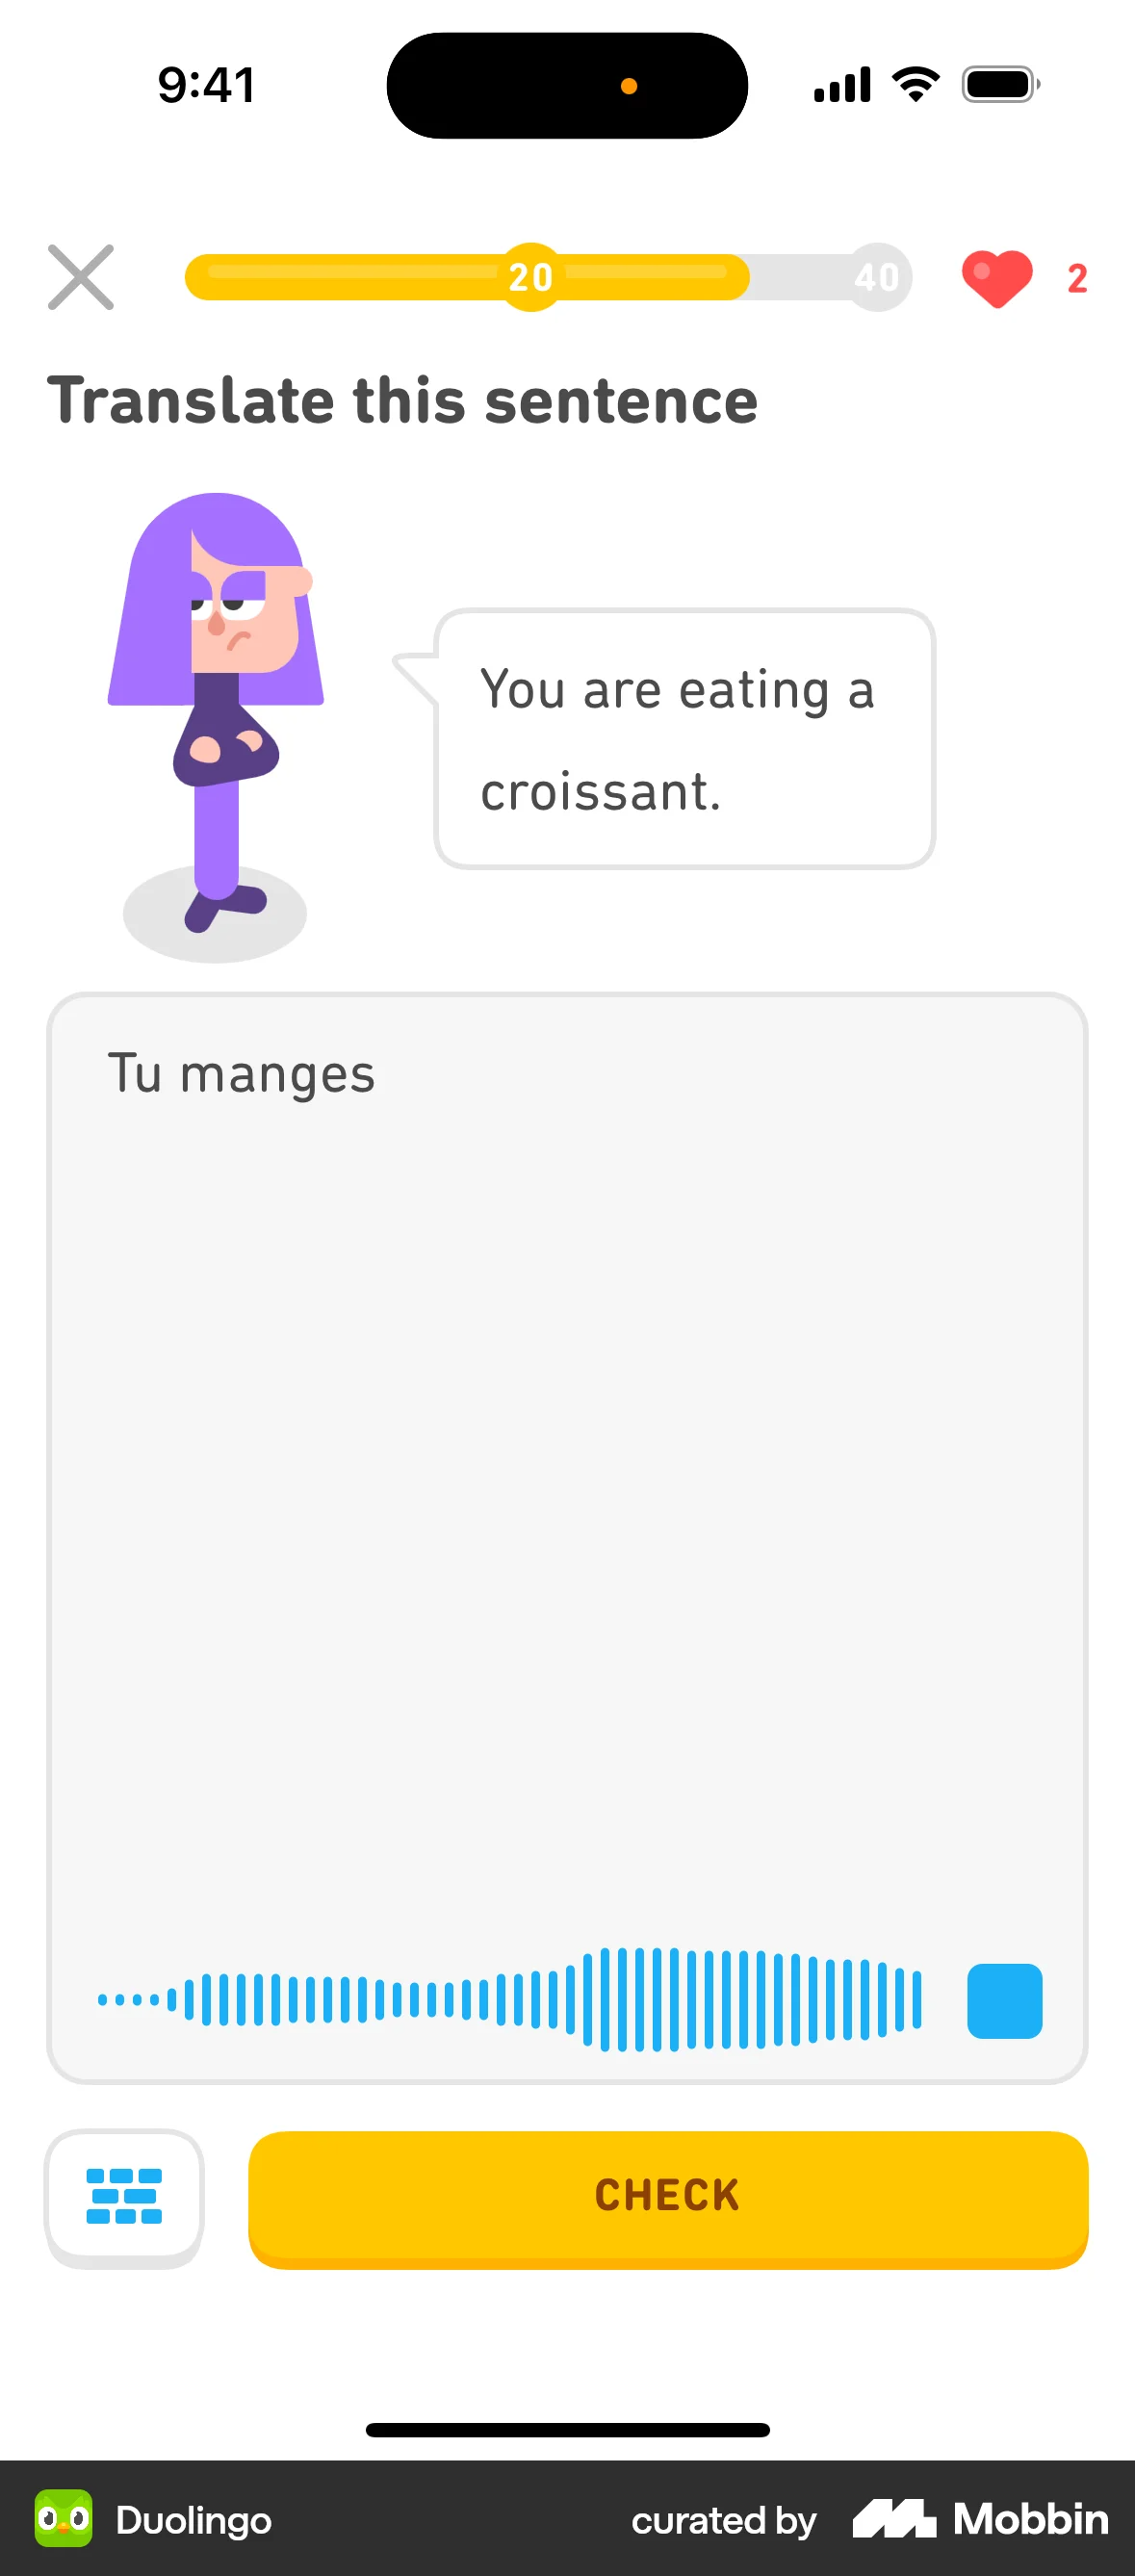 9:41
20
40
2
Translate this sentence
You are eating a
croissant.
Tu manges
CHECK
Duolingo
curated by
Mobbin